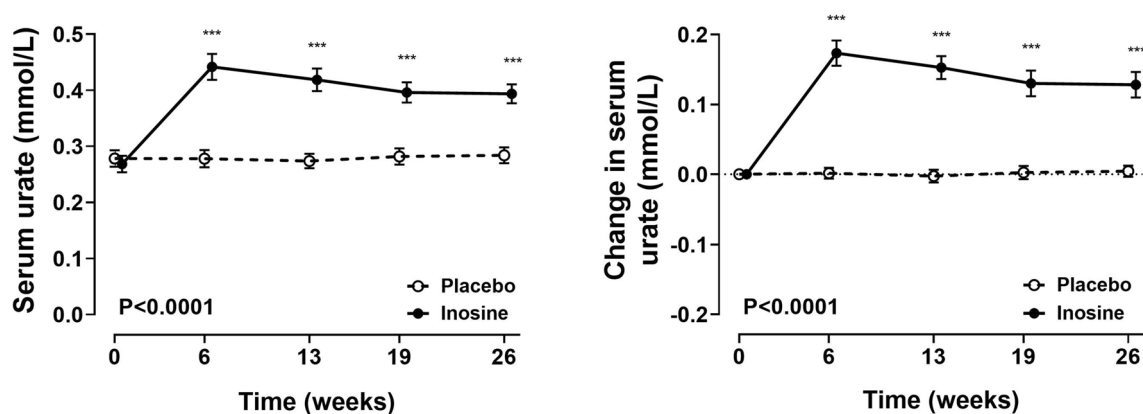 Serum urate (mmol/L)
0.5
0.4
0.3
0.2
0.1
0.0
***
***
***
***
Placebo
Inosine
P<0.0001
0
6
13
19
26
Time (weeks)
Change in serum
urate (mmol/L)
0.2
0.1
0.0
-0.1
-0.2
***
***
***
***
Placebo
Inosine
P<0.0001
0
6
13
19
26
Time (weeks)